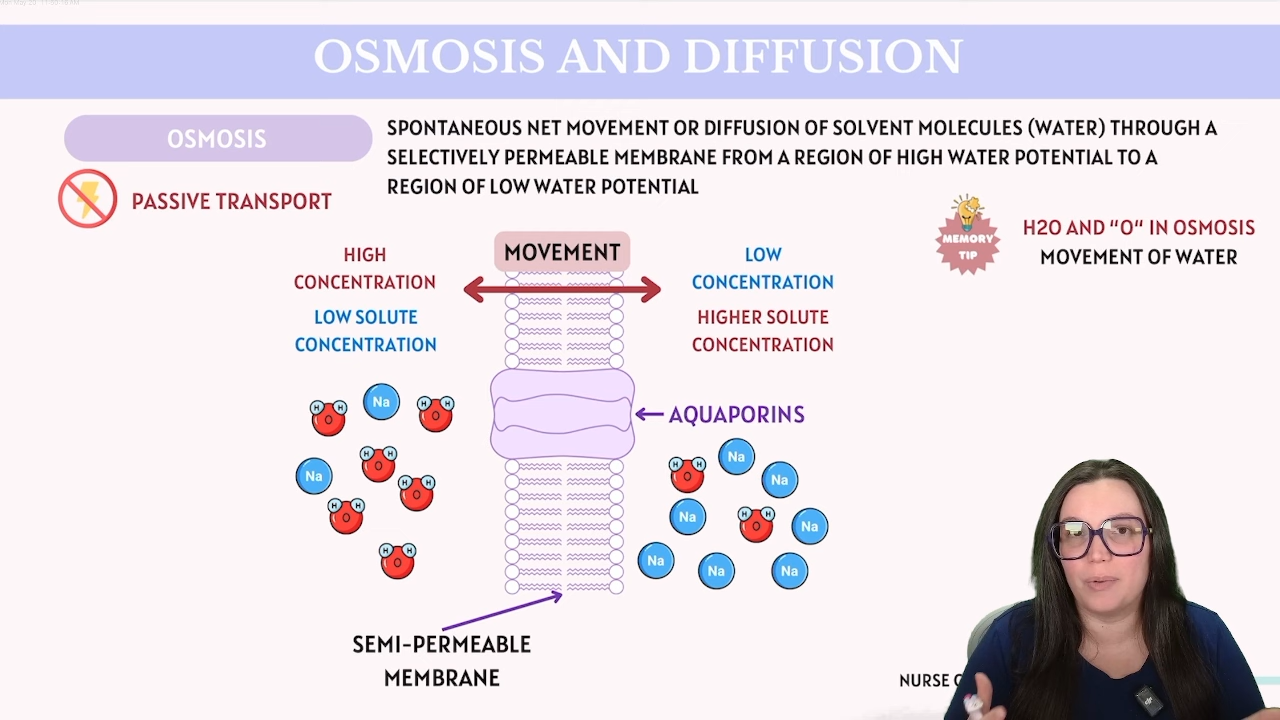 OSMOSIS AND DIFFUSION
OSMOSIS
SPONTANEOUS NET MOVEMENT OR DIFFUSION OF SOLVENT MOLECULES (WATER) THROUGH A
SELECTIVELY PERMEABLE MEMBRANE FROM A REGION OF HIGH WATER POTENTIAL TO A
REGION OF LOW WATER POTENTIAL
PASSIVE TRANSPORT
MEMORY
TIP
H2O AND “O“ IN OSMOSIS
MOVEMENT OF WATER
MOVEMENT
HIGH
CONCENTRATION
LOW SOLUTE
CONCENTRATION
LOW
CONCENTRATION
HIGHER SOLUTE
CONCENTRATION
H H O
Na
H H O
Na
H H O
H H O
H H O
H H O
AQUAPORINS
H H O
Na
Na
Na
H H O
Na
Na
Na
Na
SEMI-PERMEABLE
MEMBRANE
NURSE